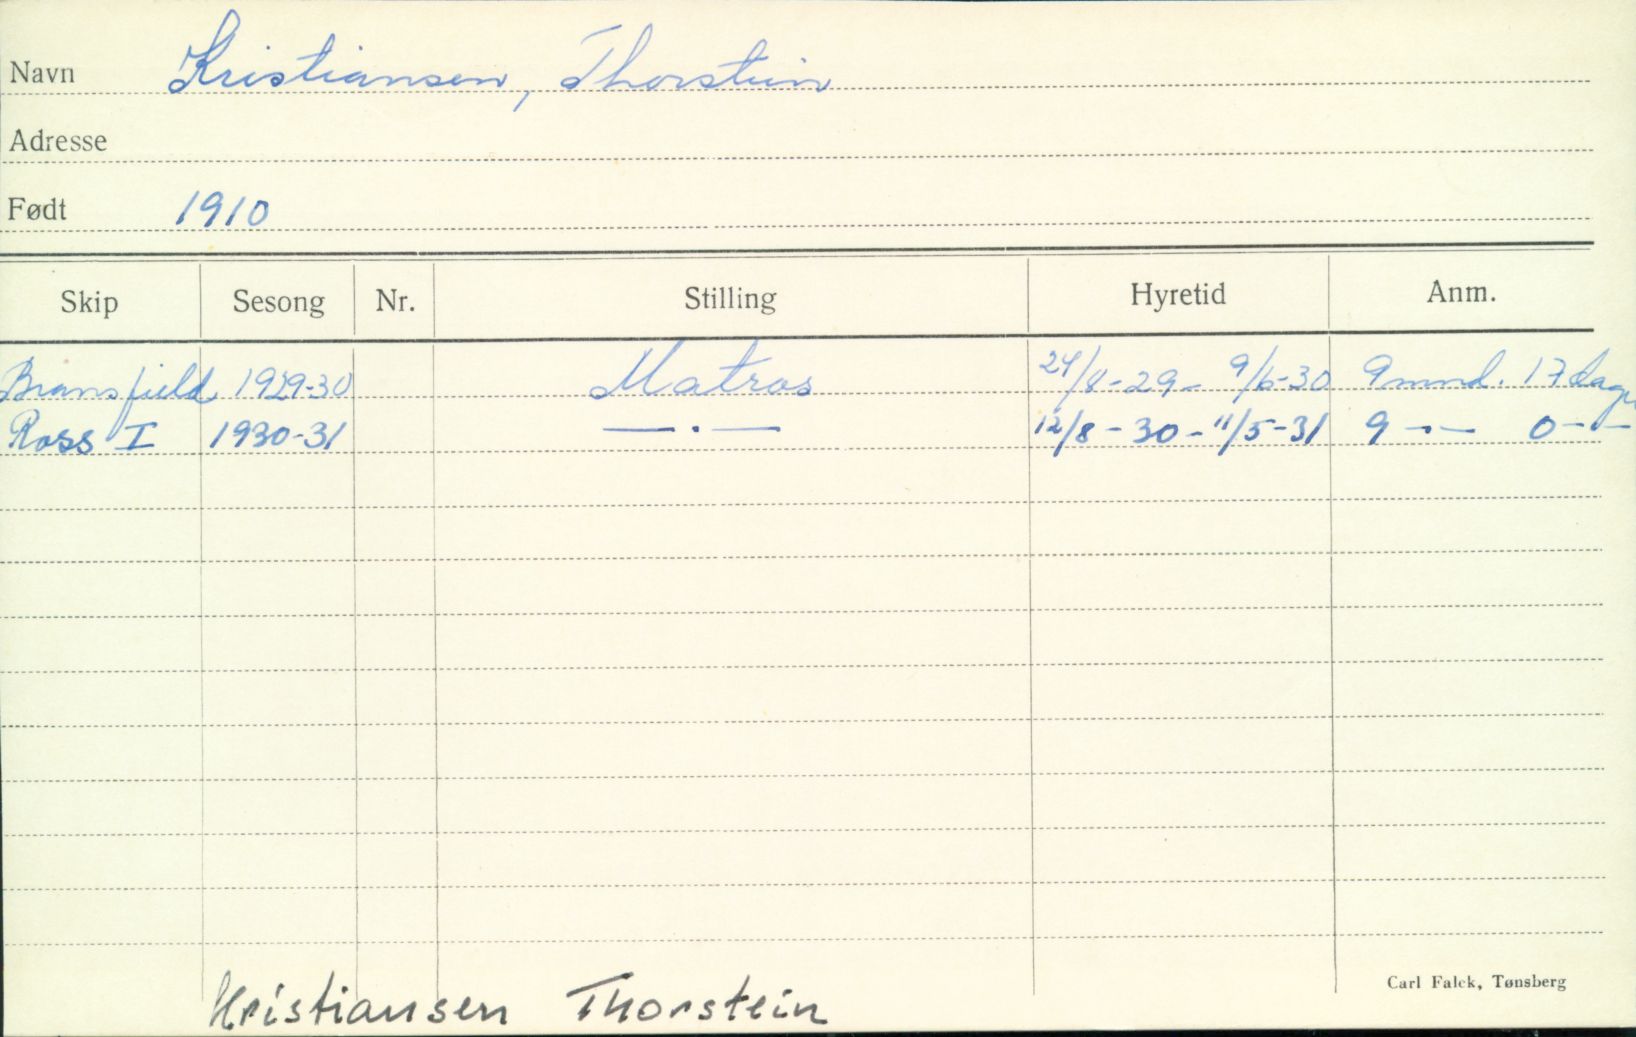 Navn Kristiansen, Thorstein
Adresse
Født 1910
Skip Sesong Nr. Stilling Hyretid Anm.
Bransfield 1929-30 Matros 24/8-29- 9/6-30 9 mnd. 17 dager
Ross I 1930-31 — . — 12/8-30-11/5-31 9 -·- 0 -·-
Carl Falck, Tønsberg
Kristiansen Thorstein